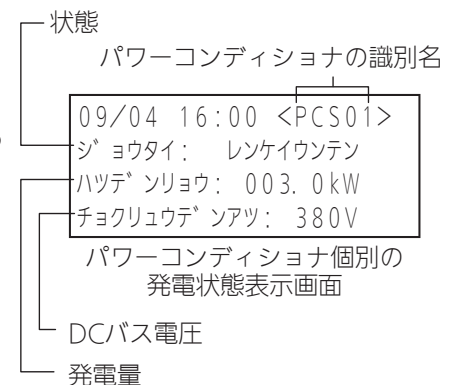 状態
パワーコンディショナの識別名
09/04 16:00 <PCS01>
ジョウタイ: レンケイウンテン
ハツデンリョウ: 003.0kW
チョクリュウデンアツ: 380V
パワーコンディショナ個別の
発電状態表示画面
DCバス電圧
発電量